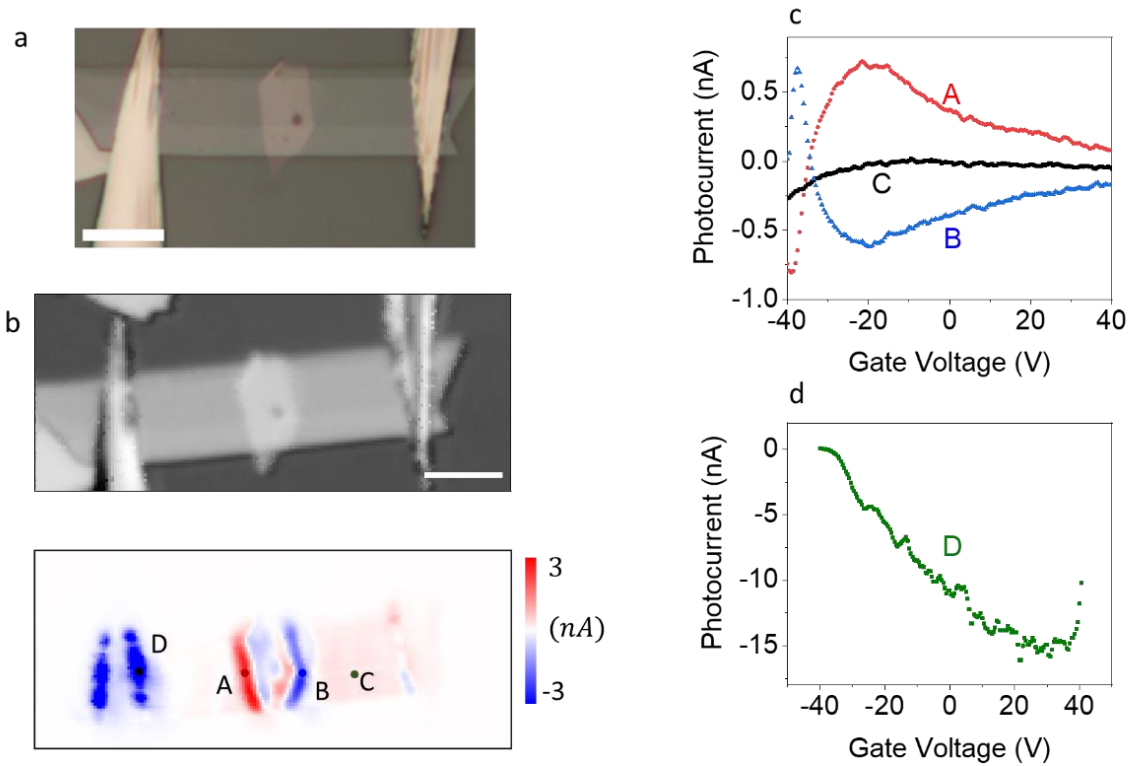 a
b
3
(nA)
-3
D
A
B
C
c
Photocurrent (nA)
0.5
0.0
-0.5
-1.0
A
C
B
-40
-20
0
20
40
Gate Voltage (V)
d
Photocurrent (nA)
0
-5
-10
-15
D
-40
-20
0
20
40
Gate Voltage (V)